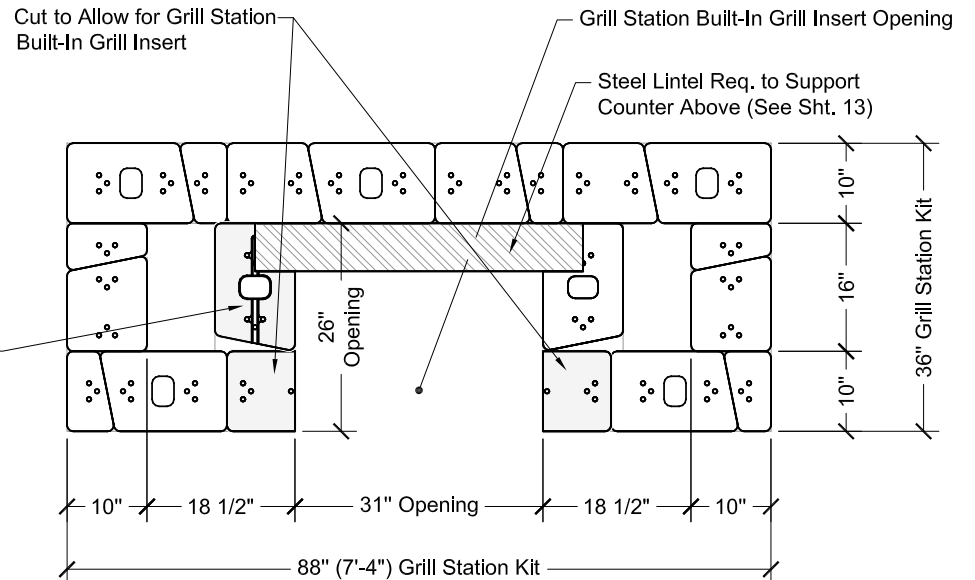 Cut to Allow for Grill Station
Built-In Grill Insert
Grill Station Built-In Grill Insert Opening
Steel Lintel Req. to Support
Counter Above (See Sht. 13)
10"
16"
10"
36" Grill Station Kit
26"
Opening
10"
18 1/2"
31" Opening
18 1/2"
10"
88" (7'-4") Grill Station Kit